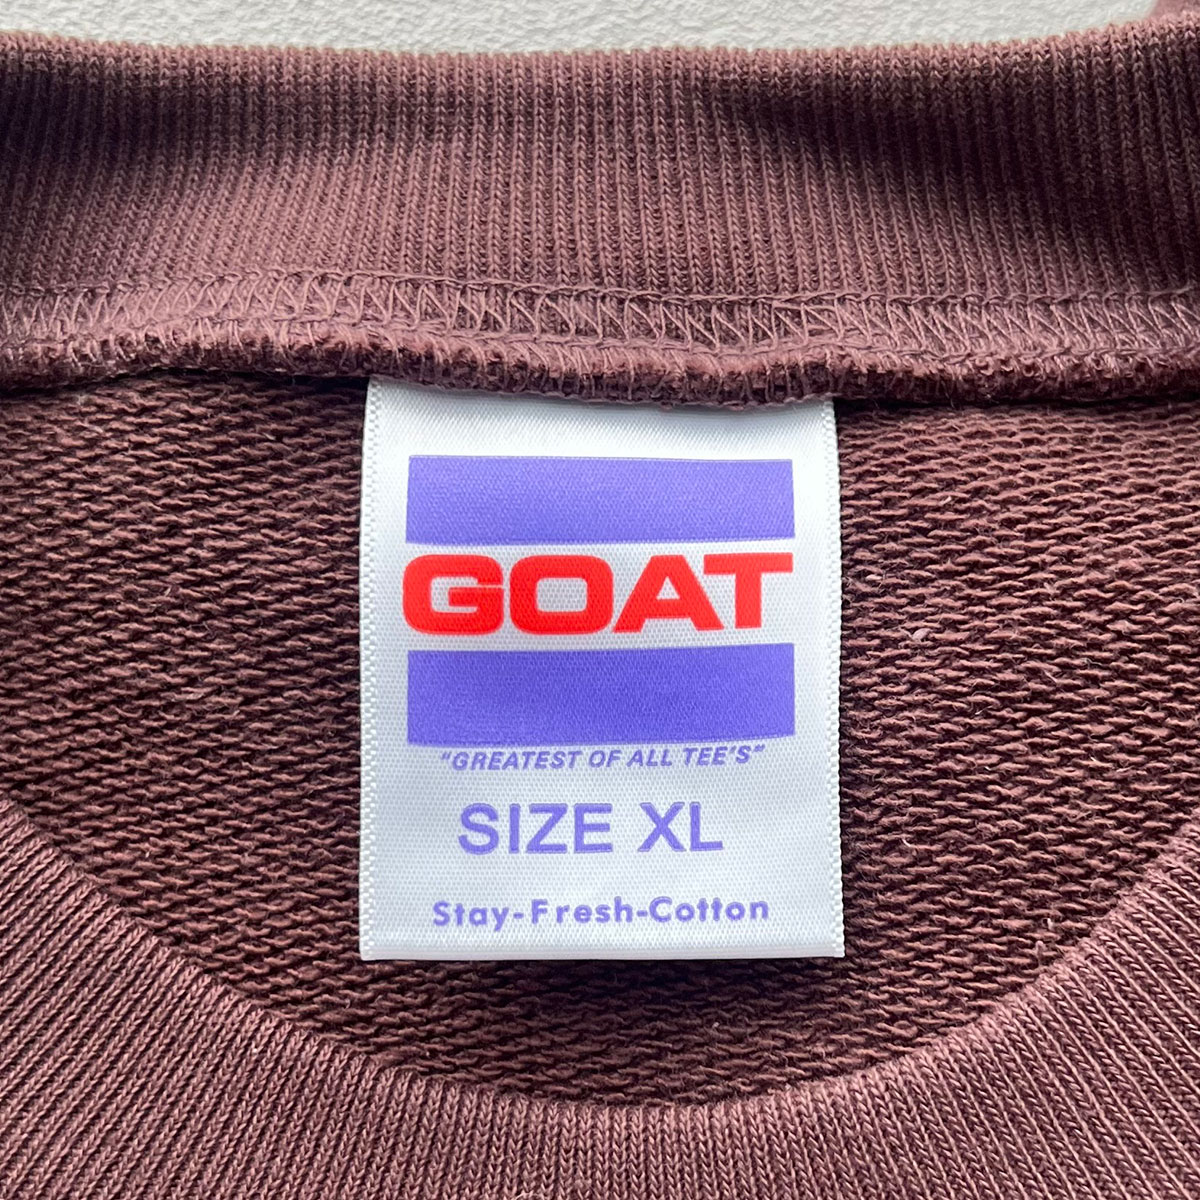 GOAT
"GREATEST OF ALL TEE'S"
SIZE XL
Stay-Fresh-Cotton